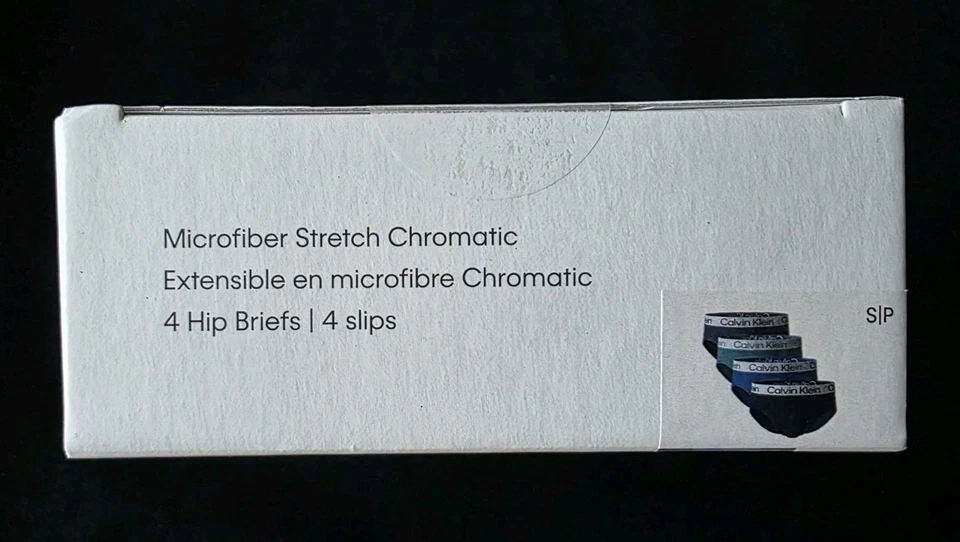 Microfiber Stretch Chromatic
Extensible en microfibre Chromatic
4 Hip Briefs | 4 slips
S|P
Calvin Klein
Calvin Klein
Calvin Klein
Calvin Klein